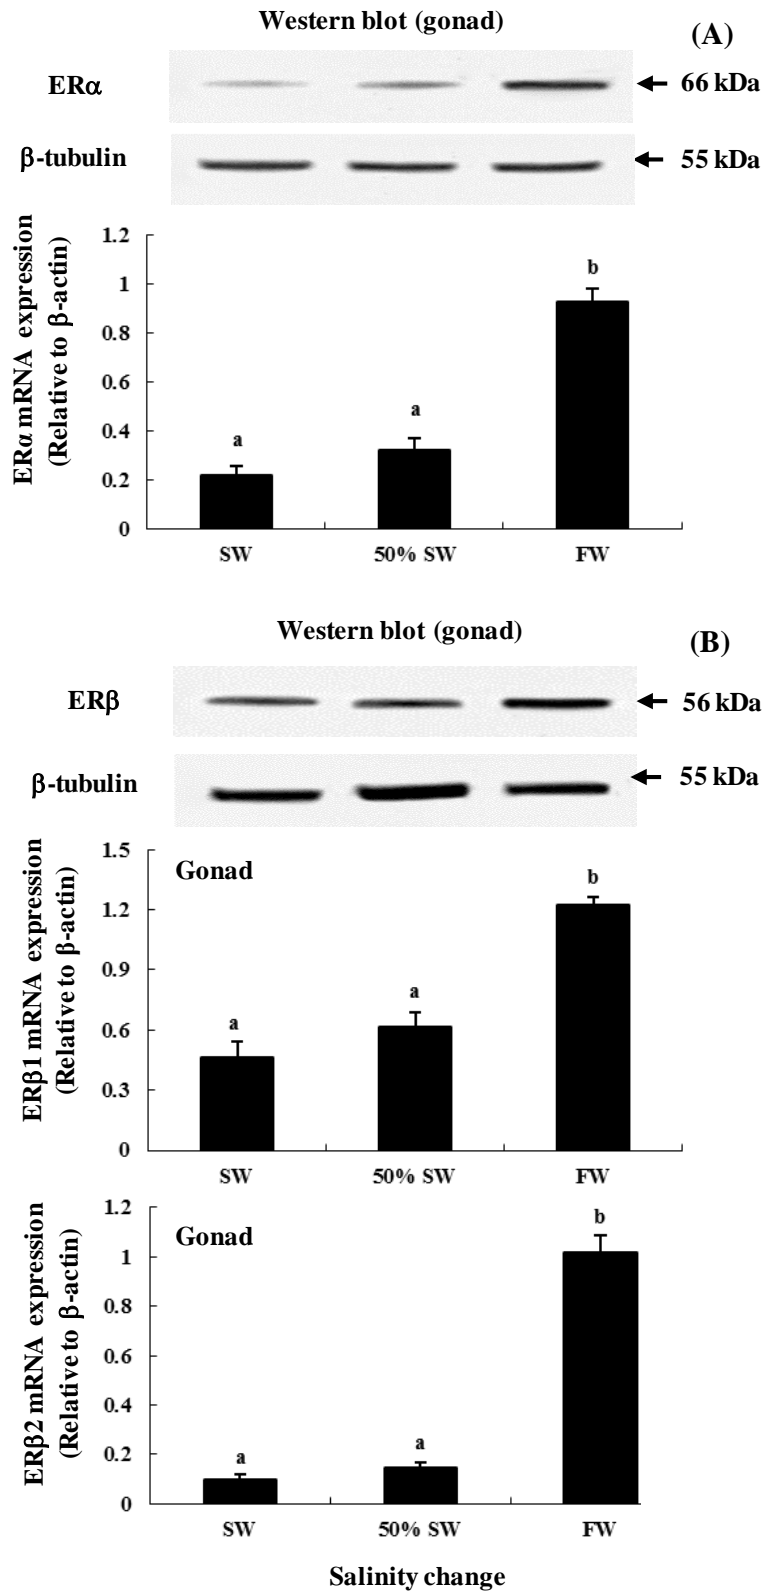 Western blot (gonad)
(A)
ERα
66 kDa
β-tubulin
55 kDa
ERα mRNA expression
(Relative to β-actin)
1.2
1
0.8
0.6
0.4
0.2
0
a
a
b
SW
50% SW
FW
Western blot (gonad)
(B)
ERβ
56 kDa
β-tubulin
55 kDa
ERβ1 mRNA expression
(Relative to β-actin)
1.5
1.2
0.9
0.6
0.3
0
Gonad
a
a
b
SW
50% SW
FW
ERβ2 mRNA expression
(Relative to β-actin)
1.2
1
0.8
0.6
0.4
0.2
0
Gonad
a
a
b
SW
50% SW
FW
Salinity change